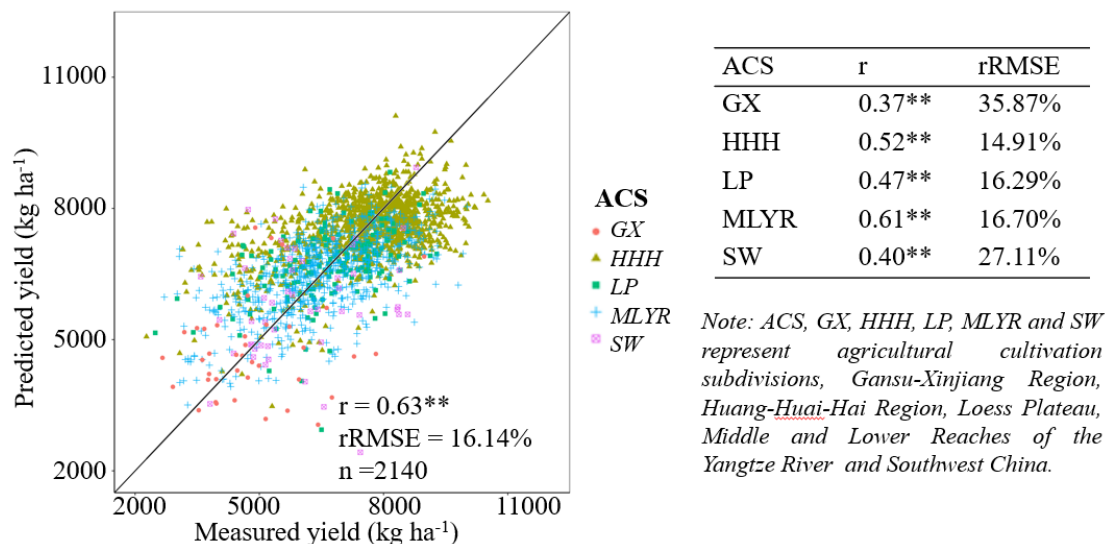 11000
8000
5000
2000
Predicted yield (kg ha⁻¹)
r = 0.63**
rRMSE = 16.14%
n =2140
2000 5000 8000 11000
Measured yield (kg ha⁻¹)
ACS
GX
HHH
LP
MLYR
SW
ACS r rRMSE
GX 0.37** 35.87%
HHH 0.52** 14.91%
LP 0.47** 16.29%
MLYR 0.61** 16.70%
SW 0.40** 27.11%
Note: ACS, GX, HHH, LP, MLYR and SW
represent agricultural cultivation
subdivisions, Gansu-Xinjiang Region,
Huang-Huai-Hai Region, Loess Plateau,
Middle and Lower Reaches of the
Yangtze River and Southwest China.